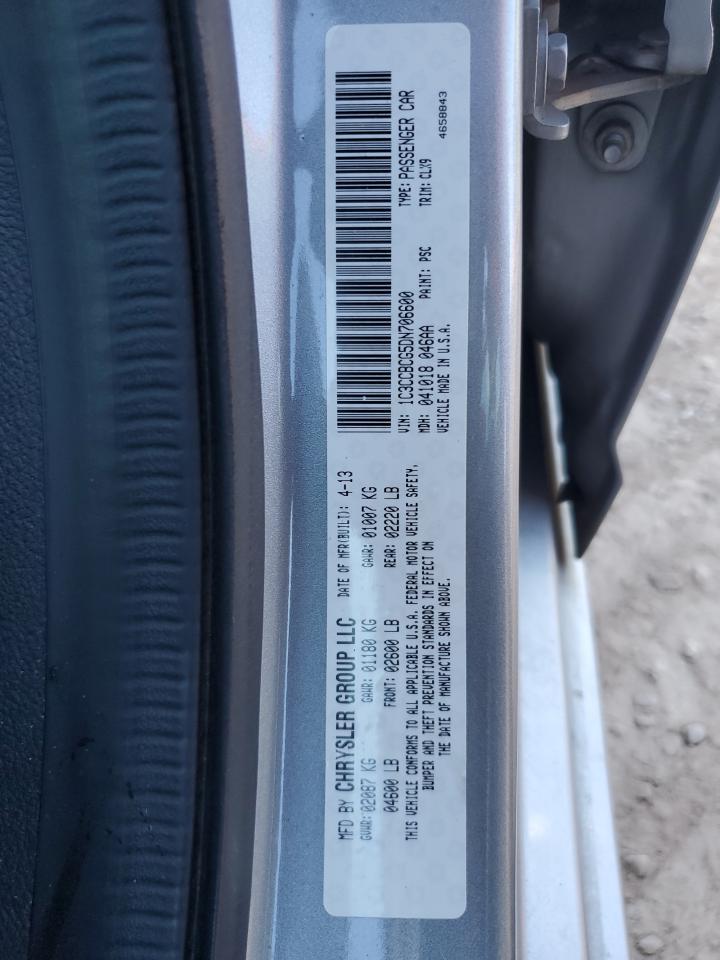 MFD BY CHRYSLER GROUP LLC DATE OF MFR(BUILT): 4-13
GVWR: 02087 KG GAWR: 01180 KG GAWR: 01007 KG
04600 LB FRONT: 02600 LB REAR: 02220 LB
THIS VEHICLE CONFORMS TO ALL APPLICABLE U.S.A. FEDERAL MOTOR VEHICLE SAFETY,
BUMPER AND THEFT PREVENTION STANDARDS IN EFFECT ON
THE DATE OF MANUFACTURE SHOWN ABOVE.
VIN: 1C3CCBCG5DN706600 TYPE: PASSENGER CAR
MDH: 041018 046AA PAINT: PSC TRIM: CLX9
VEHICLE MADE IN U.S.A. 4658843